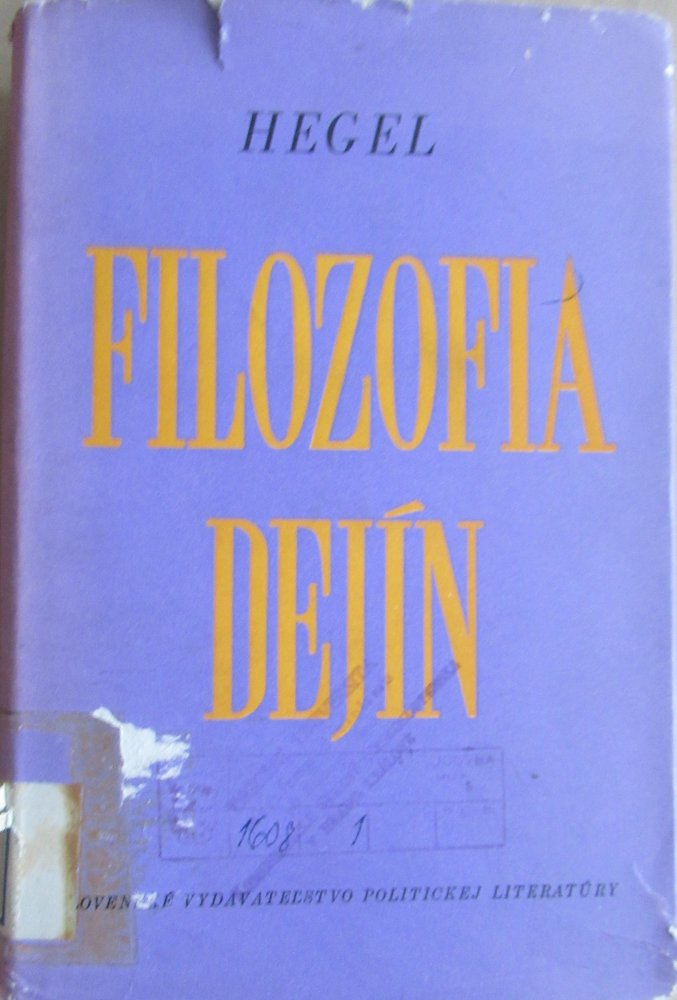 HEGEL
FILOZOFIA
DEJÍN
1608 1
VYDAVATEĽSTVO POLITICKEJ LITERATÚRY